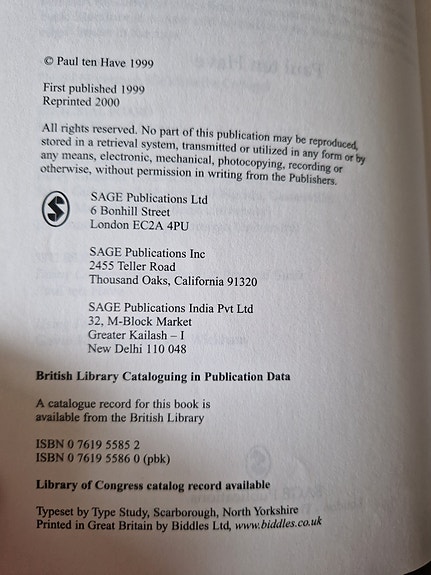 © Paul ten Have 1999
First published 1999
Reprinted 2000
All rights reserved. No part of this publication may be reproduced,
stored in a retrieval system, transmitted or utilized in any form or by
any means, electronic, mechanical, photocopying, recording or
otherwise, without permission in writing from the Publishers.
SAGE Publications Ltd
6 Bonhill Street
London EC2A 4PU
SAGE Publications Inc
2455 Teller Road
Thousand Oaks, California 91320
SAGE Publications India Pvt Ltd
32, M-Block Market
Greater Kailash – I
New Delhi 110 048
British Library Cataloguing in Publication Data
A catalogue record for this book is
available from the British Library
ISBN 0 7619 5585 2
ISBN 0 7619 5586 0 (pbk)
Library of Congress catalog record available
Typeset by Type Study, Scarborough, North Yorkshire
Printed in Great Britain by Biddles Ltd, www.biddles.co.uk